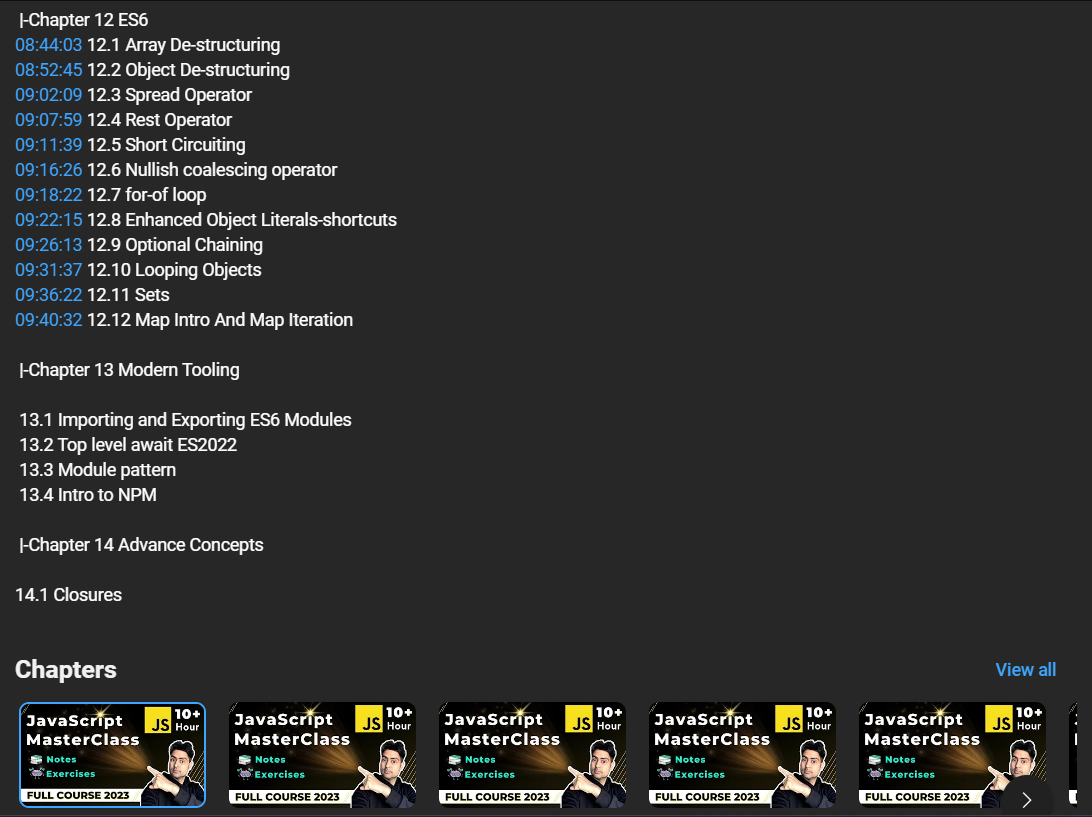 |-Chapter 12 ES6
08:44:03 12.1 Array De-structuring
08:52:45 12.2 Object De-structuring
09:02:09 12.3 Spread Operator
09:07:59 12.4 Rest Operator
09:11:39 12.5 Short Circuiting
09:16:26 12.6 Nullish coalescing operator
09:18:22 12.7 for-of loop
09:22:15 12.8 Enhanced Object Literals-shortcuts
09:26:13 12.9 Optional Chaining
09:31:37 12.10 Looping Objects
09:36:22 12.11 Sets
09:40:32 12.12 Map Intro And Map Iteration
|-Chapter 13 Modern Tooling
13.1 Importing and Exporting ES6 Modules
13.2 Top level await ES2022
13.3 Module pattern
13.4 Intro to NPM
|-Chapter 14 Advance Concepts
14.1 Closures
Chapters
View all
JavaScript
MasterClass
JS
10+
Hour
Notes
Exercises
FULL COURSE 2023
JavaScript
MasterClass
JS
10+
Hour
Notes
Exercises
FULL COURSE 2023
JavaScript
MasterClass
JS
10+
Hour
Notes
Exercises
FULL COURSE 2023
JavaScript
MasterClass
JS
10+
Hour
Notes
Exercises
FULL COURSE 2023
JavaScript
MasterClass
JS
10+
Hour
Notes
Exercises
FULL COURSE 2023